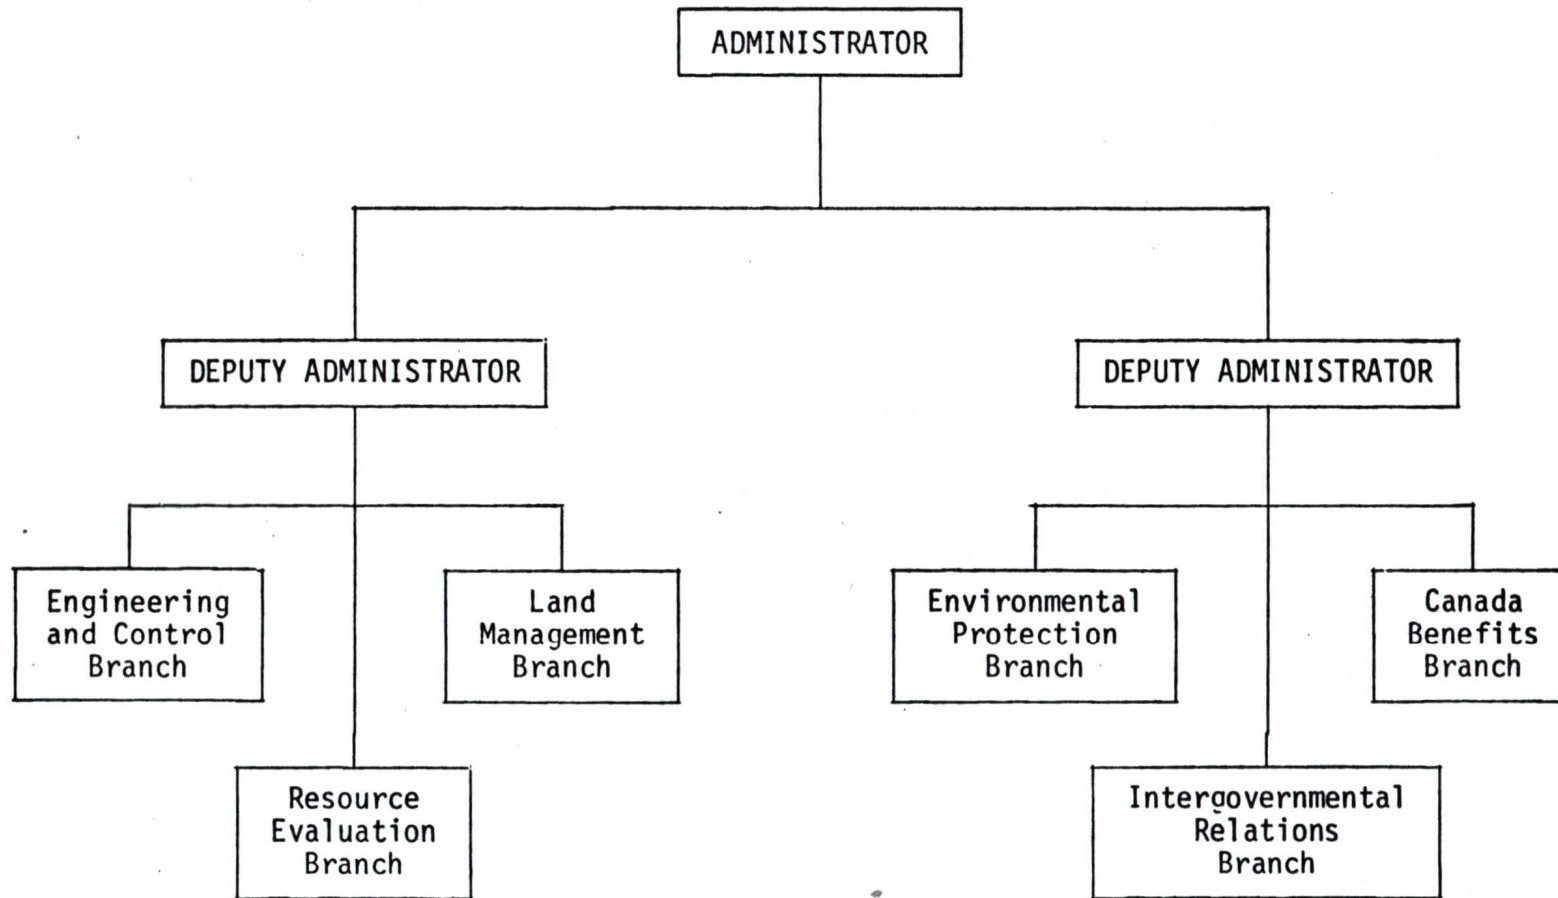 ADMINISTRATOR
DEPUTY ADMINISTRATOR
DEPUTY ADMINISTRATOR
Engineering
and Control
Branch
Land
Management
Branch
Environmental
Protection
Branch
Canada
Benefits
Branch
Resource
Evaluation
Branch
Intergovernmental
Relations
Branch